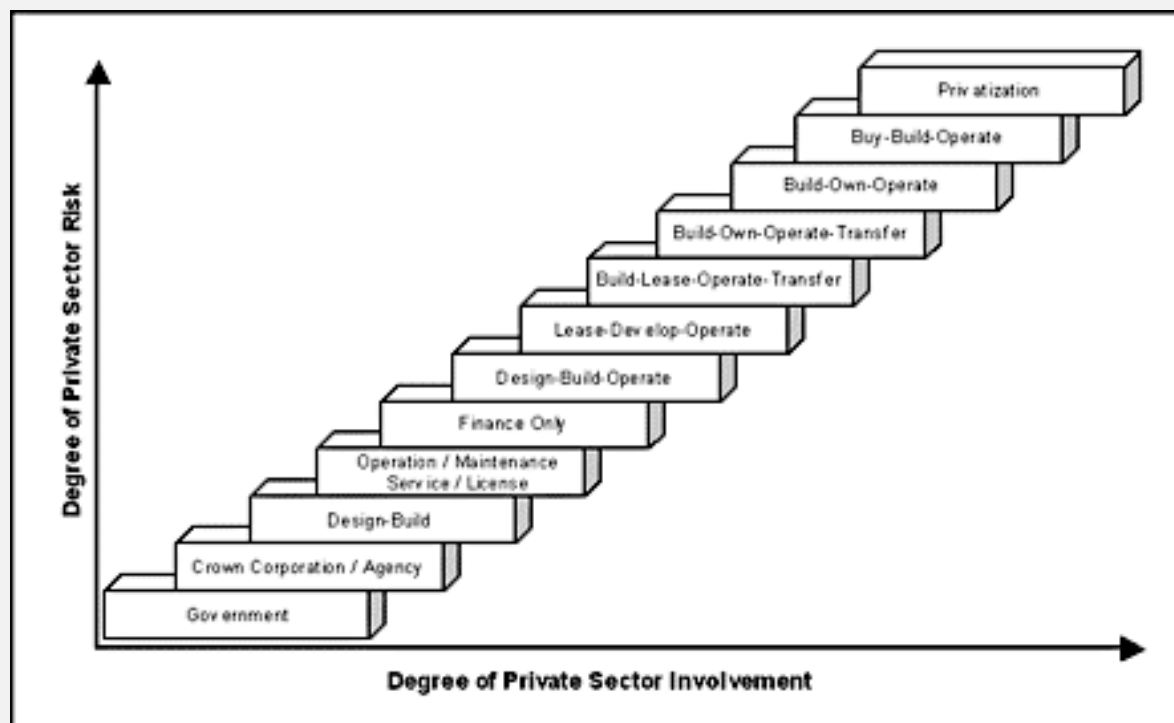 Degree of Private Sector Risk
Privatization
Buy-Build-Operate
Build-Own-Operate
Build-Own-Operate-Transfer
Build-Lease-Operate-Transfer
Lease-Develop-Operate
Design-Build-Operate
Finance Only
Operation / Maintenance
Service / License
Design-Build
Crown Corporation / Agency
Government
Degree of Private Sector Involvement